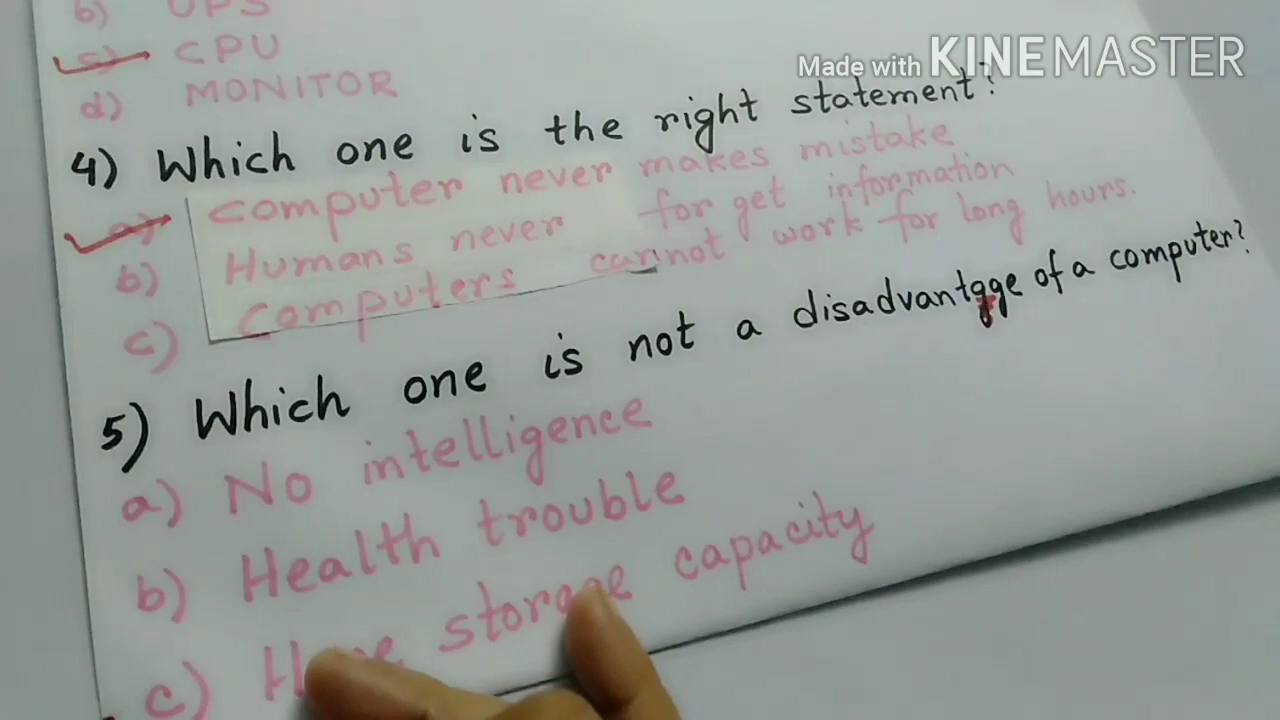 b) UPS
c) CPU
d) MONITOR
Made with KINEMASTER
4) Which one is the right statement?
a) Computer never makes mistake
b) Humans never forget information
c) Computers cannot work for long hours.
5) Which one is not a disadvantage of a computer?
a) No intelligence
b) Health trouble
c) storage capacity